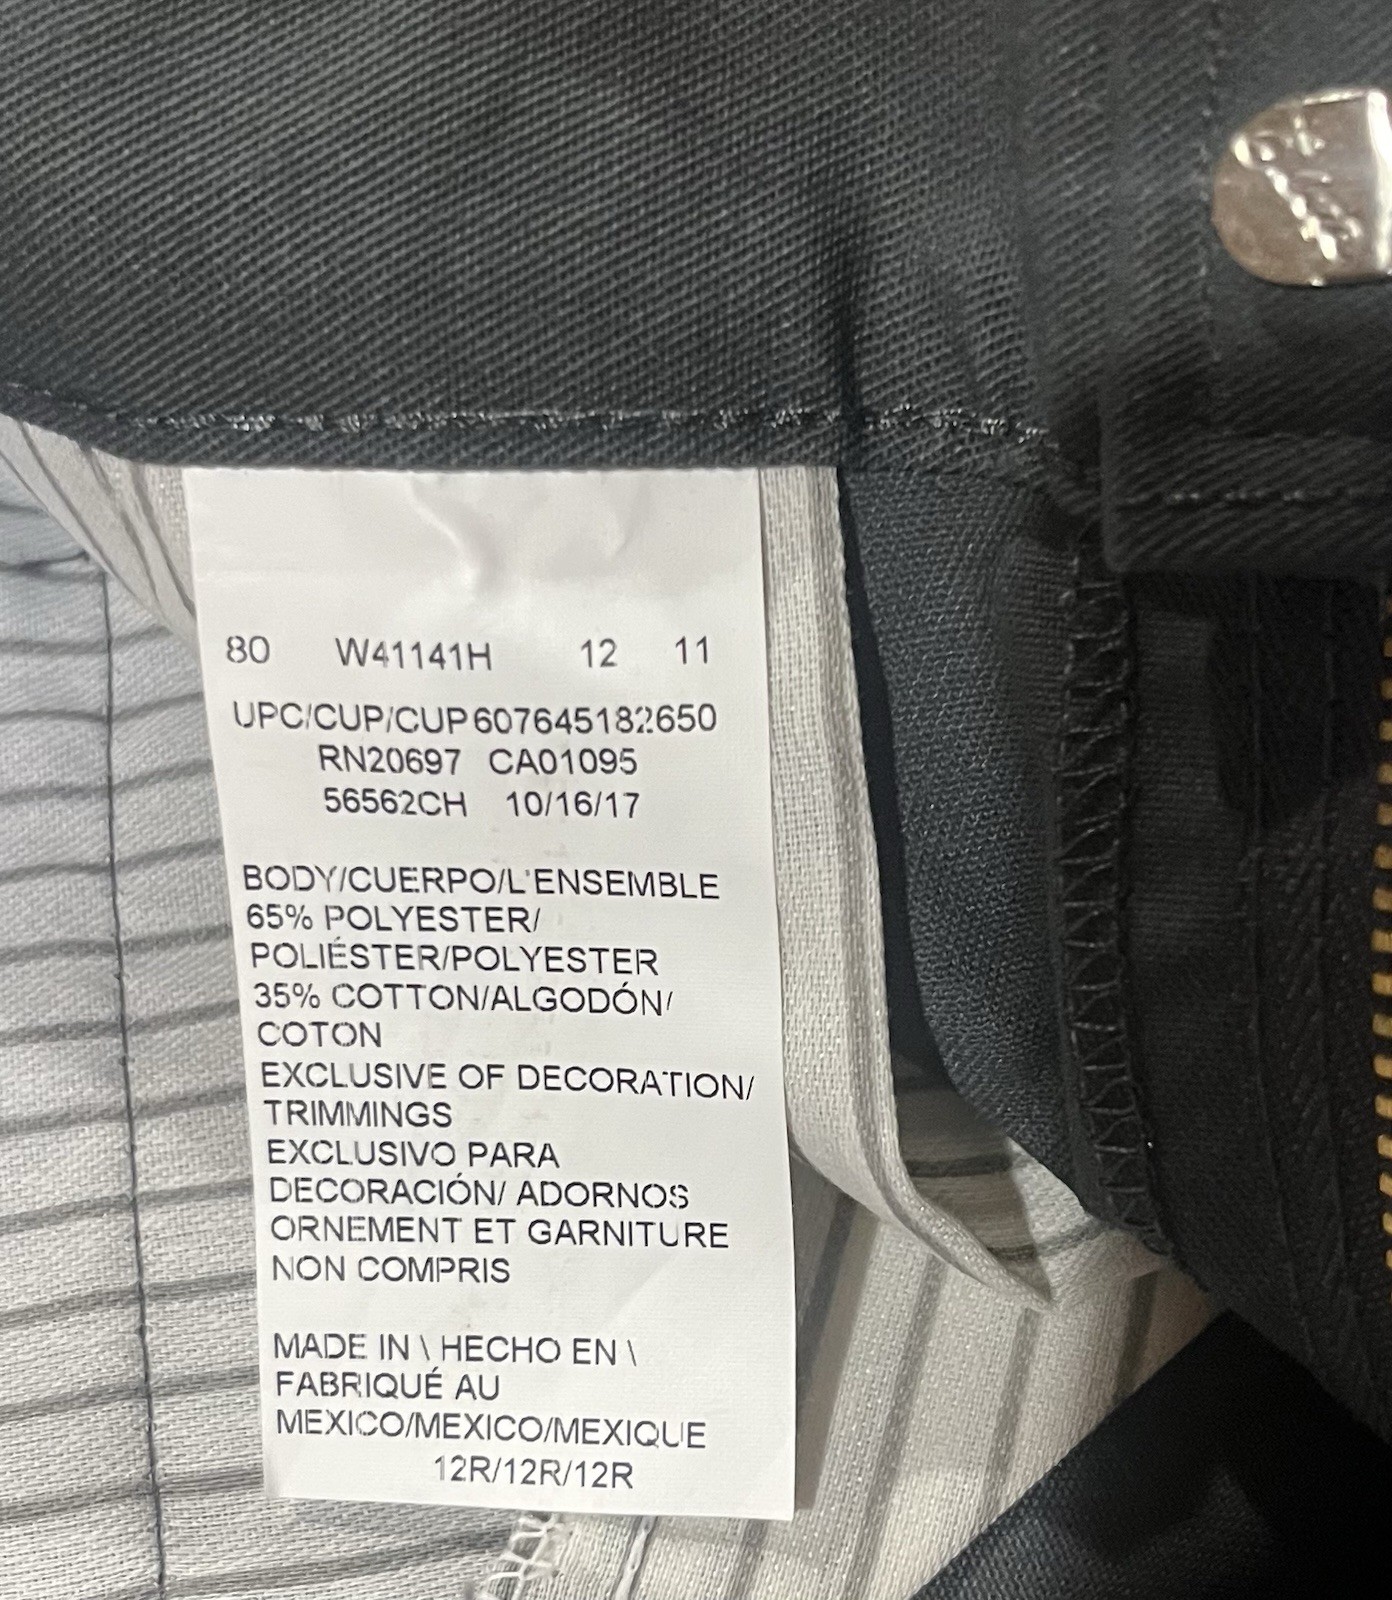 80 W41141H 12 11
UPC/CUP/CUP 607645182650
RN20697 CA01095
56562CH 10/16/17
BODY/CUERPO/L'ENSEMBLE
65% POLYESTER/
POLIÉSTER/POLYESTER
35% COTTON/ALGODÓN/
COTON
EXCLUSIVE OF DECORATION/
TRIMMINGS
EXCLUSIVO PARA
DECORACIÓN/ ADORNOS
ORNEMENT ET GARNITURE
NON COMPRIS
MADE IN \ HECHO EN \
FABRIQUÉ AU
MEXICO/MEXICO/MEXIQUE
12R/12R/12R